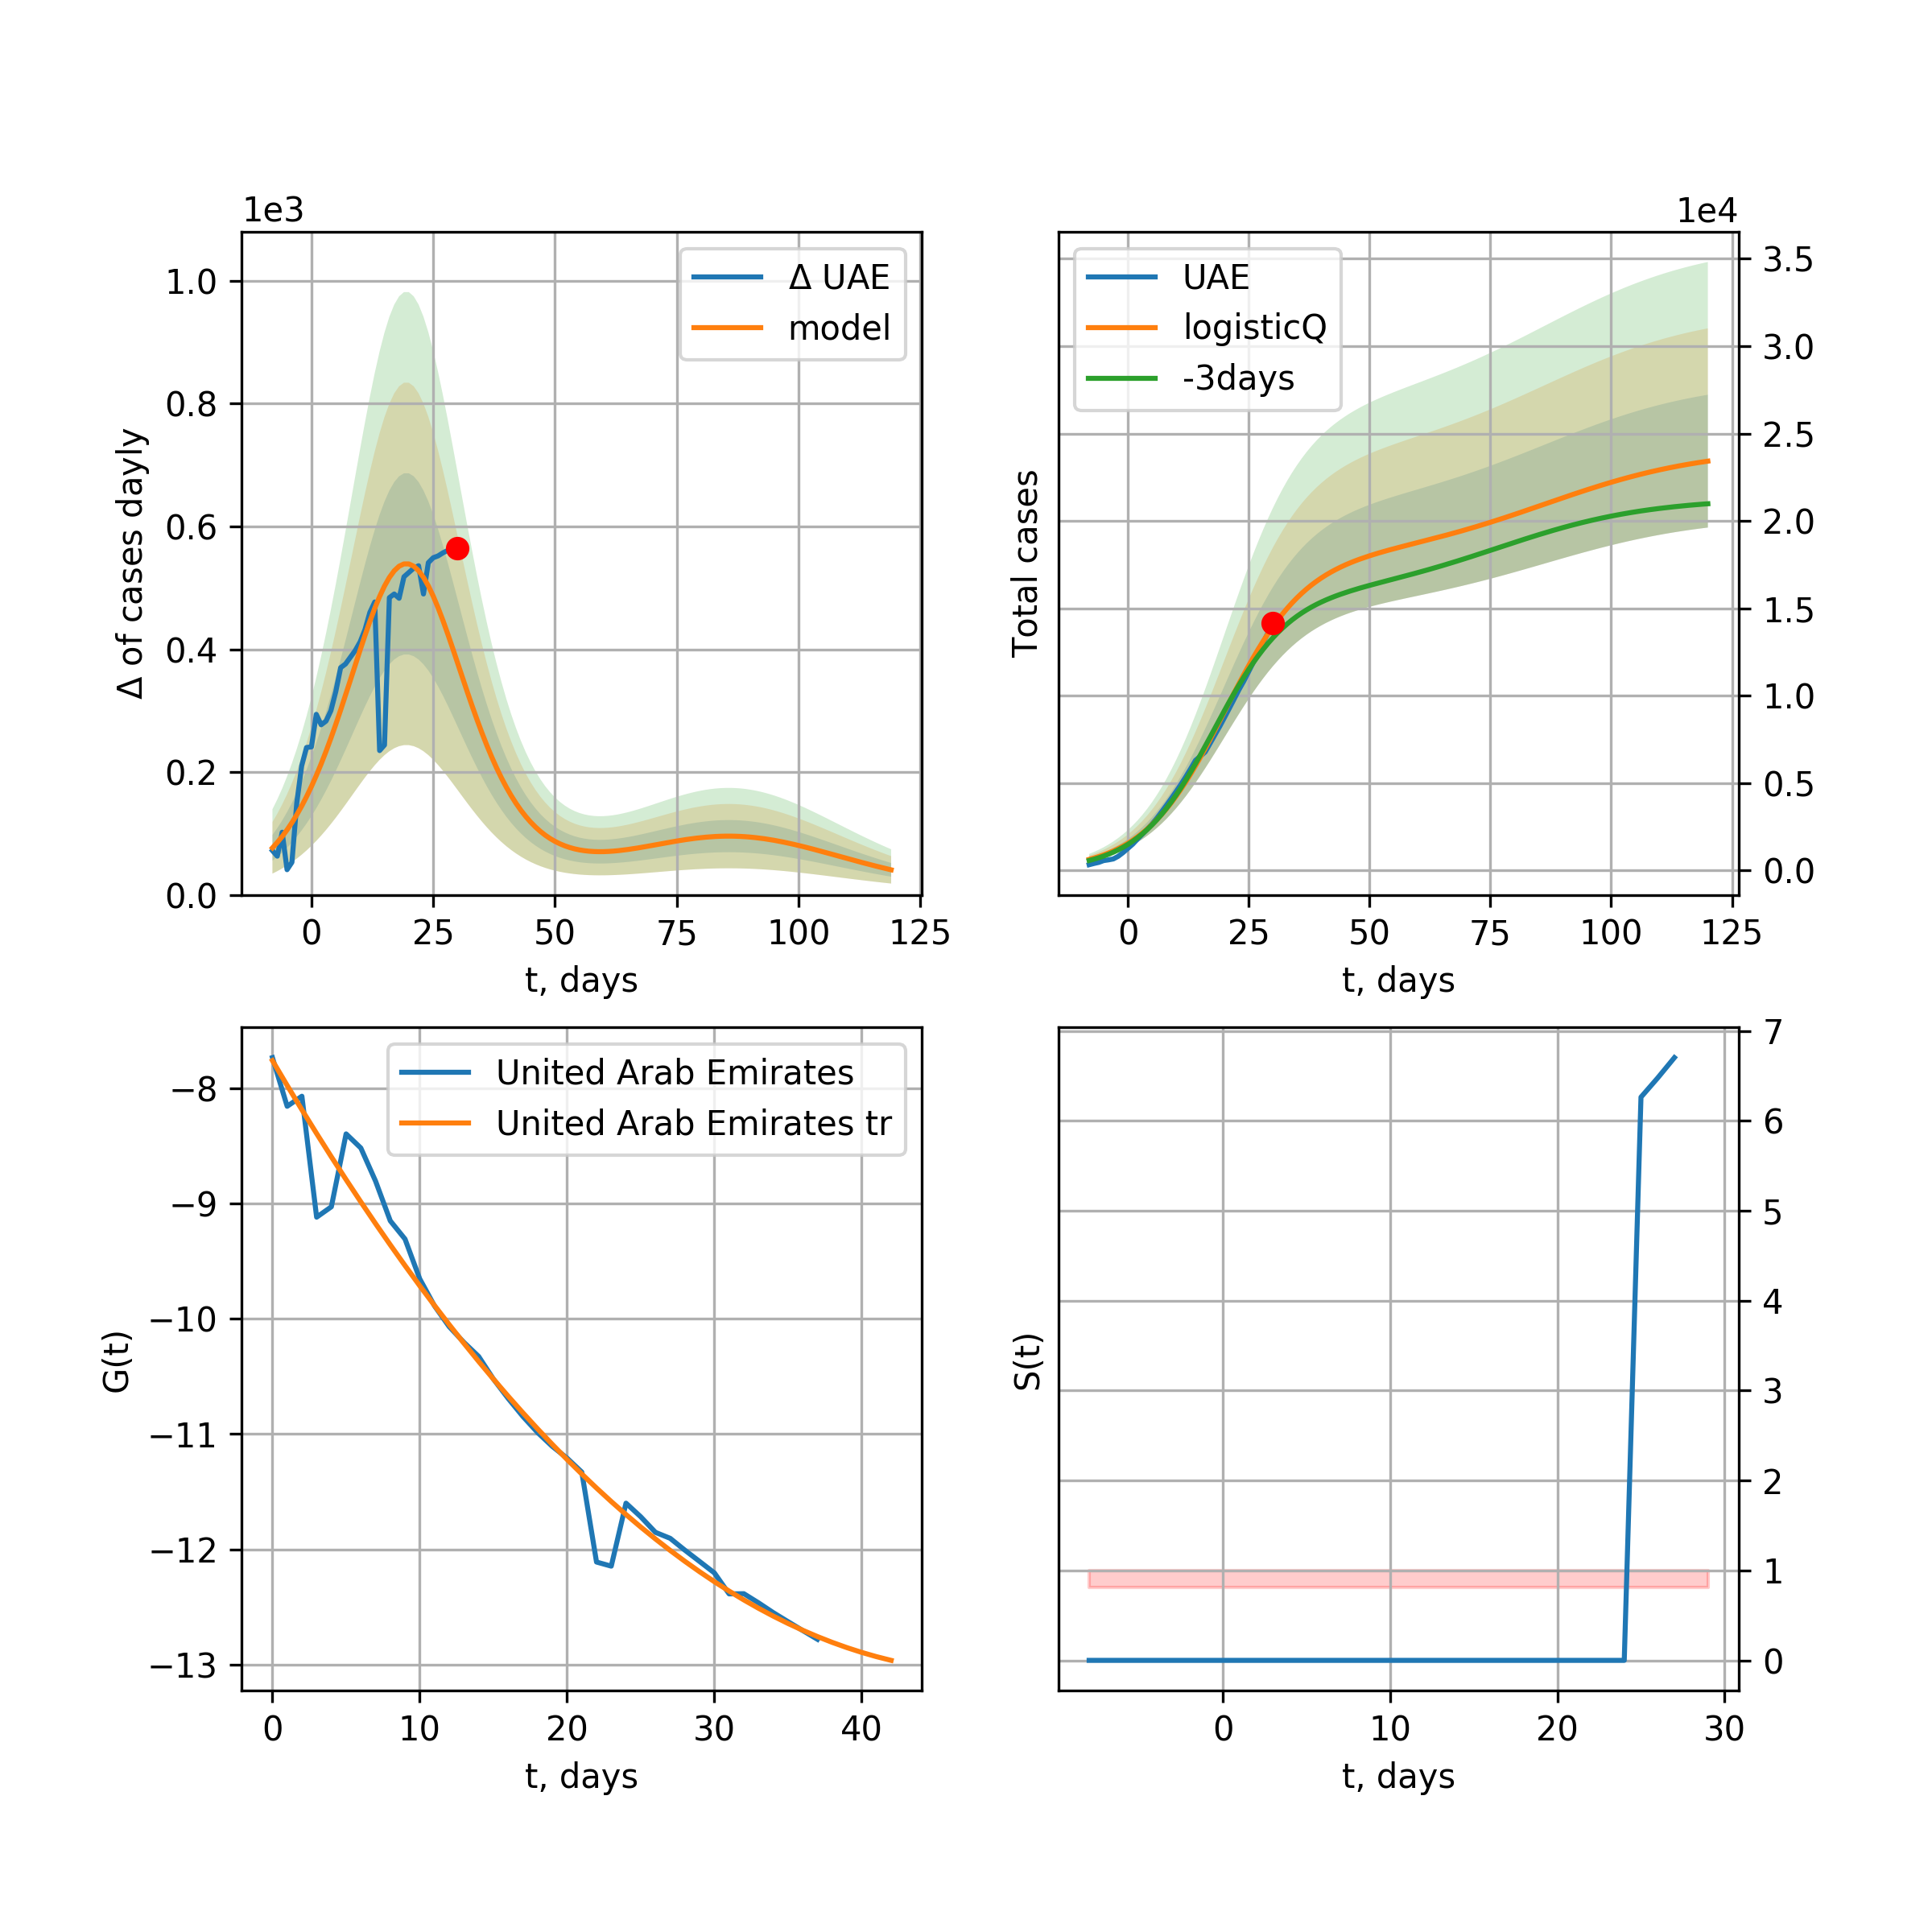 1e3
Δ of cases dayly
1.0
0.8
0.6
0.4
0.2
0.0
Δ UAE
model
0 25 50 75 100 125
t, days
1e4
Total cases
UAE
logisticQ
-3days
3.5
3.0
2.5
2.0
1.5
1.0
0.5
0.0
0 25 50 75 100 125
t, days
G(t)
−8
−9
−10
−11
−12
−13
United Arab Emirates
United Arab Emirates tr
0 10 20 30 40
t, days
S(t)
7
6
5
4
3
2
1
0
0 10 20 30
t, days